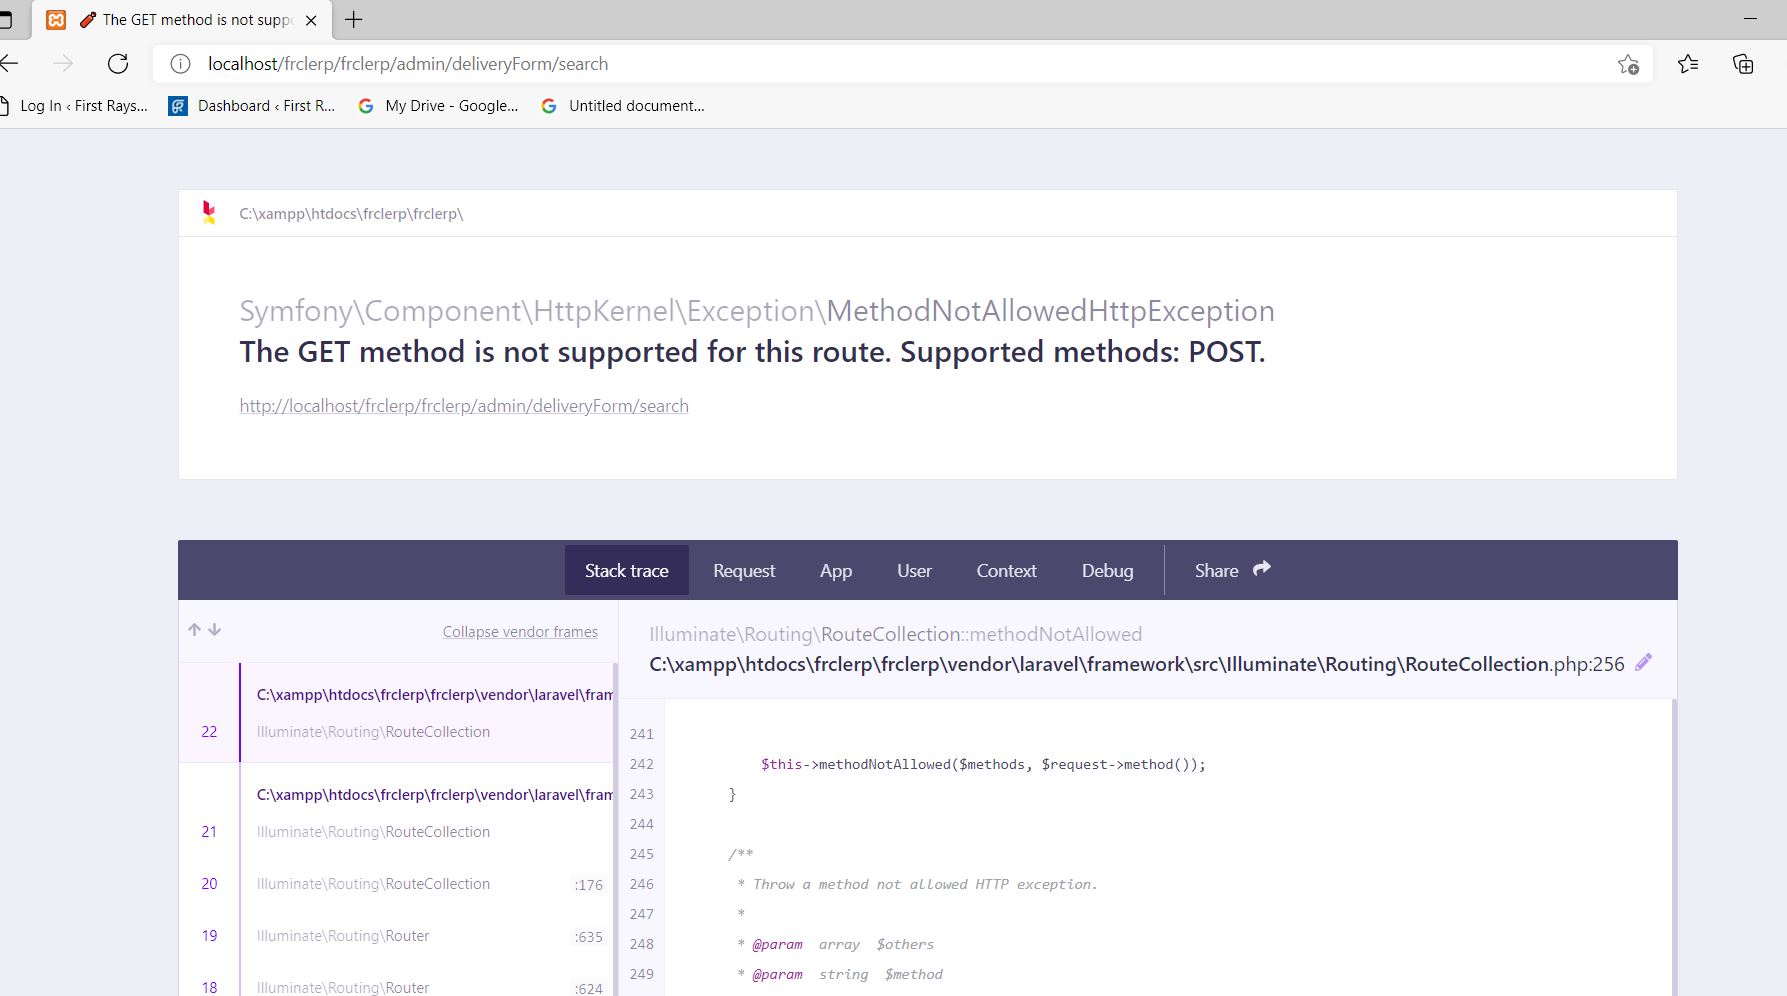 The GET method is not suppo
localhost/frclerp/frclerp/admin/deliveryForm/search
Log In ‹ First Rays...
Dashboard ‹ First R...
My Drive - Google...
Untitled document...
C:\xampp\htdocs\frclerp\frclerp\
Symfony\Component\HttpKernel\Exception\MethodNotAllowedHttpException
The GET method is not supported for this route. Supported methods: POST.
http://localhost/frclerp/frclerp/admin/deliveryForm/search
Stack trace Request App User Context Debug Share
Collapse vendor frames
C:\xampp\htdocs\frclerp\frclerp\vendor\laravel\fram
22 Illuminate\Routing\RouteCollection
C:\xampp\htdocs\frclerp\frclerp\vendor\laravel\fram
21 Illuminate\Routing\RouteCollection
20 Illuminate\Routing\RouteCollection :176
19 Illuminate\Routing\Router :635
18 Illuminate\Routing\Router :624
Illuminate\Routing\RouteCollection::methodNotAllowed
C:\xampp\htdocs\frclerp\frclerp\vendor\laravel\framework\src\Illuminate\Routing\RouteCollection.php:256
241
242 $this->methodNotAllowed($methods, $request->method());
243 }
244
245 /**
246 * Throw a method not allowed HTTP exception.
247 *
248 * @param array $others
249 * @param string $method